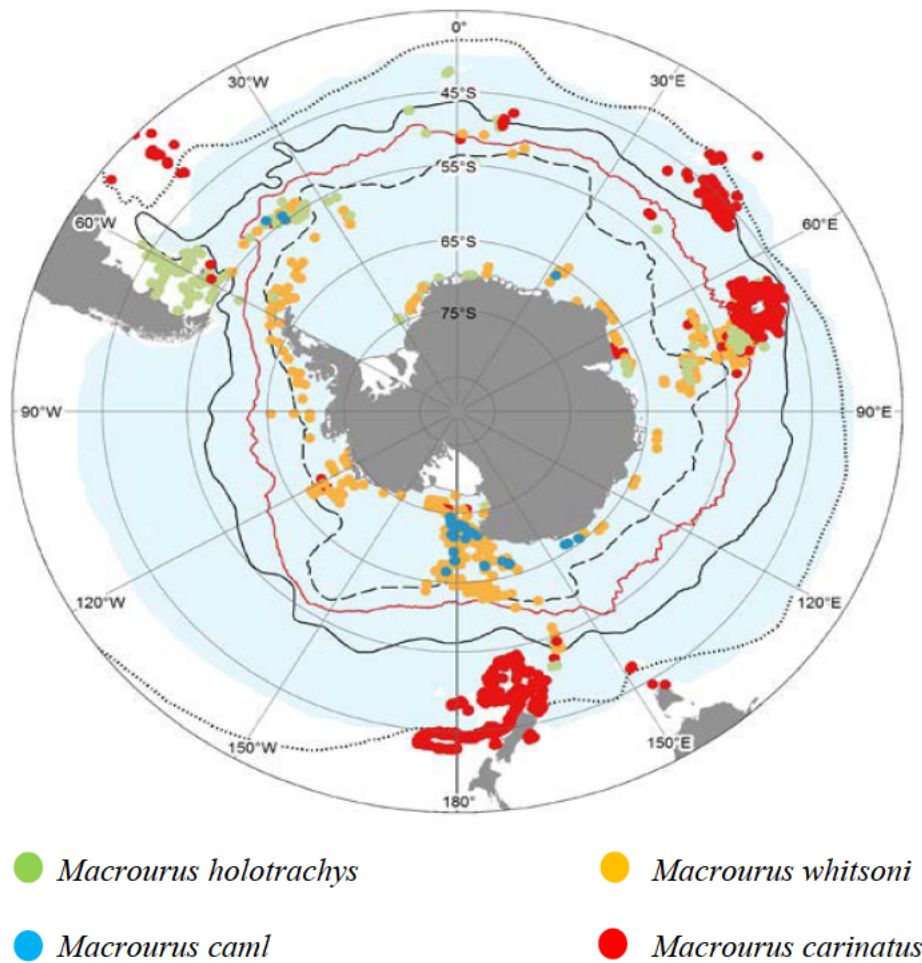 0°
30°W
30°E
45°S
55°S
60°W
60°E
65°S
75°S
90°W
90°E
120°W
120°E
150°W
150°E
180°
Macrourus holotrachys
Macrourus whitsoni
Macrourus caml
Macrourus carinatus